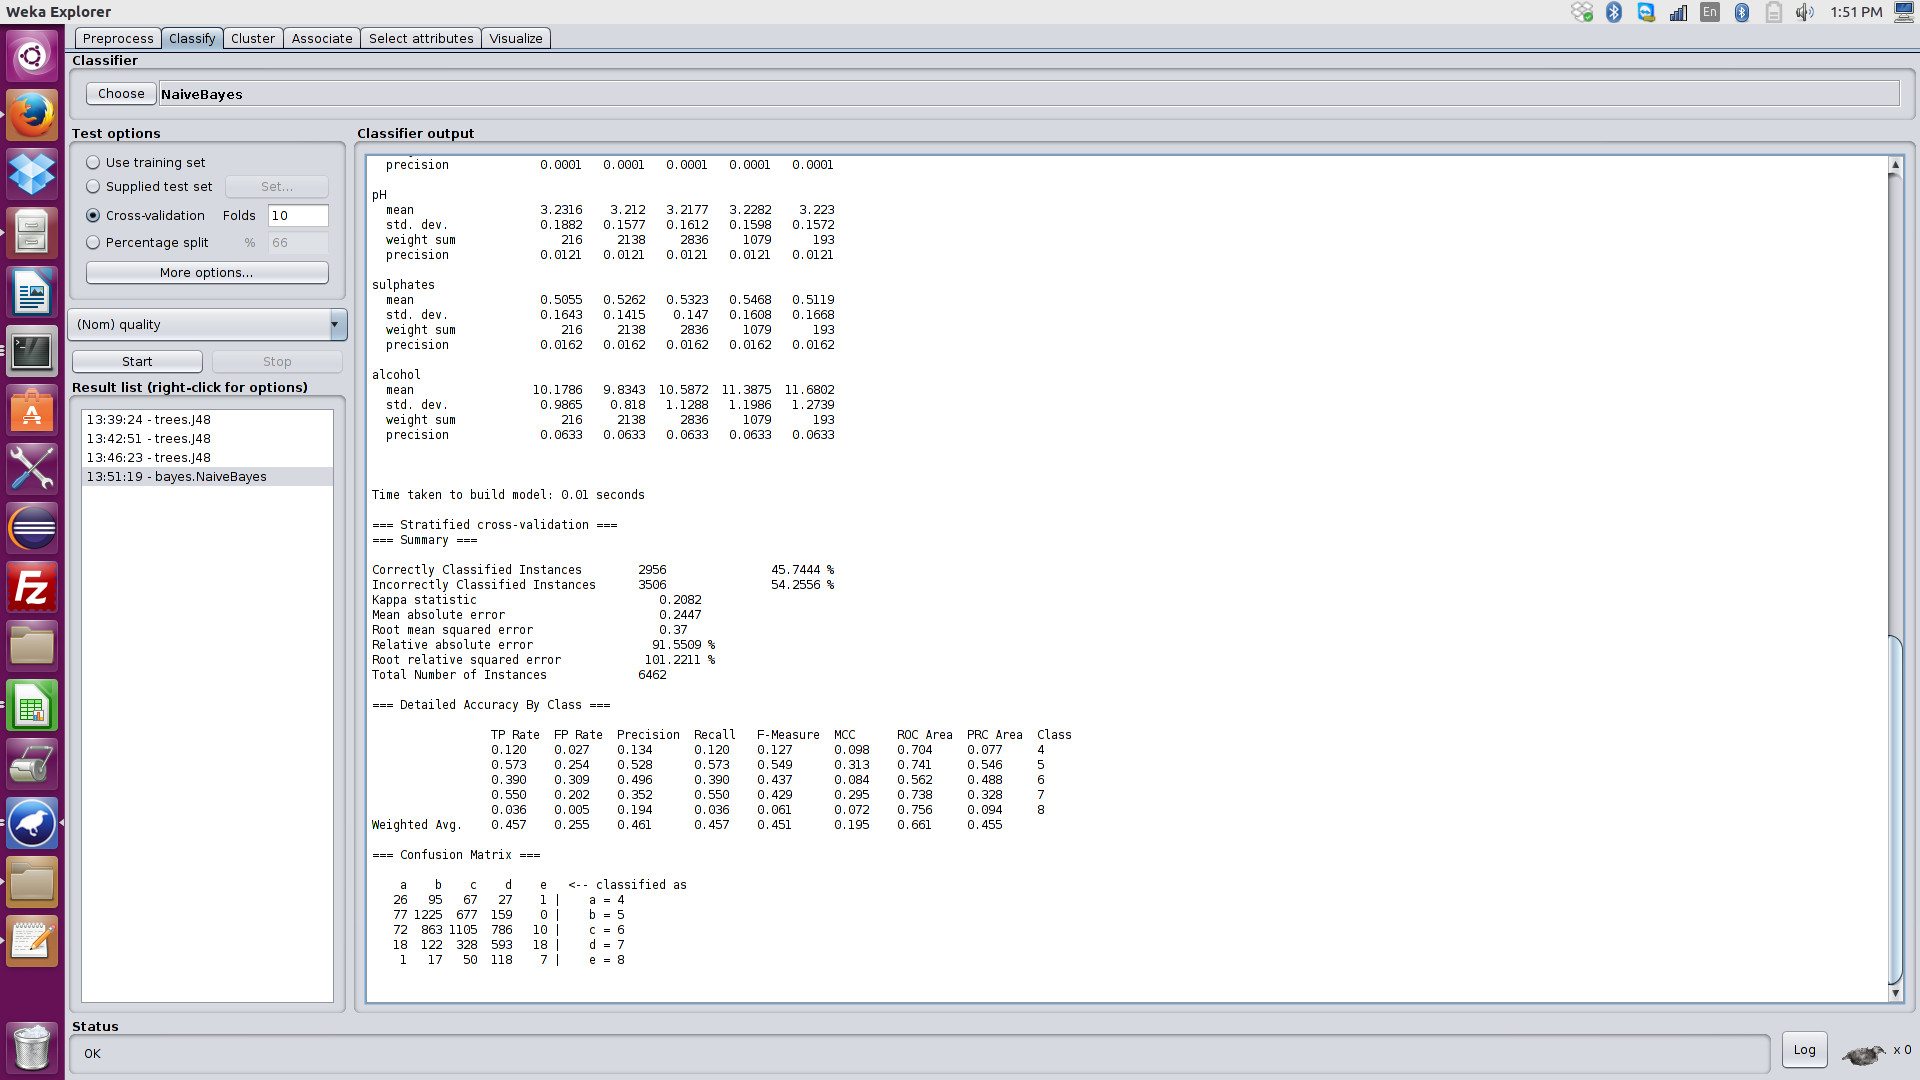 Weka Explorer
En
1:51 PM
Preprocess Classify Cluster Associate Select attributes Visualize
Classifier
Choose NaiveBayes
Test options
Use training set
Supplied test set Set...
Cross-validation Folds 10
Percentage split % 66
More options...
(Nom) quality
Start Stop
Result list (right-click for options)
13:39:24 - trees.J48
13:42:51 - trees.J48
13:46:23 - trees.J48
13:51:19 - bayes.NaiveBayes
Classifier output
precision 0.0001 0.0001 0.0001 0.0001 0.0001
pH
mean 3.2316 3.212 3.2177 3.2282 3.223
std. dev. 0.1882 0.1577 0.1612 0.1598 0.1572
weight sum 216 2138 2836 1079 193
precision 0.0121 0.0121 0.0121 0.0121 0.0121
sulphates
mean 0.5055 0.5262 0.5323 0.5468 0.5119
std. dev. 0.1643 0.1415 0.147 0.1608 0.1668
weight sum 216 2138 2836 1079 193
precision 0.0162 0.0162 0.0162 0.0162 0.0162
alcohol
mean 10.1786 9.8343 10.5872 11.3875 11.6802
std. dev. 0.9865 0.818 1.1288 1.1986 1.2739
weight sum 216 2138 2836 1079 193
precision 0.0633 0.0633 0.0633 0.0633 0.0633
Time taken to build model: 0.01 seconds
=== Stratified cross-validation ===
=== Summary ===
Correctly Classified Instances 2956 45.7444 %
Incorrectly Classified Instances 3506 54.2556 %
Kappa statistic 0.2082
Mean absolute error 0.2447
Root mean squared error 0.37
Relative absolute error 91.5509 %
Root relative squared error 101.2211 %
Total Number of Instances 6462
=== Detailed Accuracy By Class ===
TP Rate FP Rate Precision Recall F-Measure MCC ROC Area PRC Area Class
0.120 0.027 0.134 0.120 0.127 0.098 0.704 0.077 4
0.573 0.254 0.528 0.573 0.549 0.313 0.741 0.546 5
0.390 0.309 0.496 0.390 0.437 0.084 0.562 0.488 6
0.550 0.202 0.352 0.550 0.429 0.295 0.738 0.328 7
0.036 0.005 0.194 0.036 0.061 0.072 0.756 0.094 8
Weighted Avg. 0.457 0.255 0.461 0.457 0.451 0.195 0.661 0.455
=== Confusion Matrix ===
a b c d e <-- classified as
26 95 67 27 1 | a = 4
77 1225 677 159 0 | b = 5
72 863 1105 786 10 | c = 6
18 122 328 593 18 | d = 7
1 17 50 118 7 | e = 8
Status
OK
Log
x 0
Fz